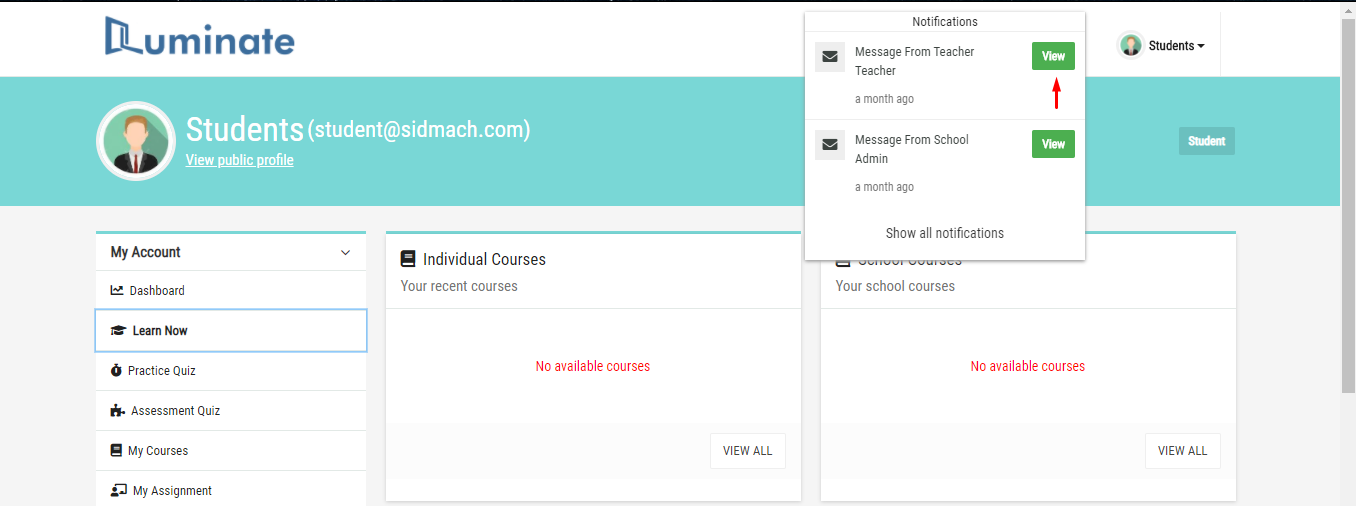 Luminate
Students
Notifications
Message From Teacher
Teacher
View
a month ago
Message From School
Admin
View
a month ago
Show all notifications
Students (student@sidmach.com)
View public profile
Student
My Account
Dashboard
Learn Now
Practice Quiz
Assessment Quiz
My Courses
My Assignment
Individual Courses
Your recent courses
No available courses
VIEW ALL
School Courses
Your school courses
No available courses
VIEW ALL